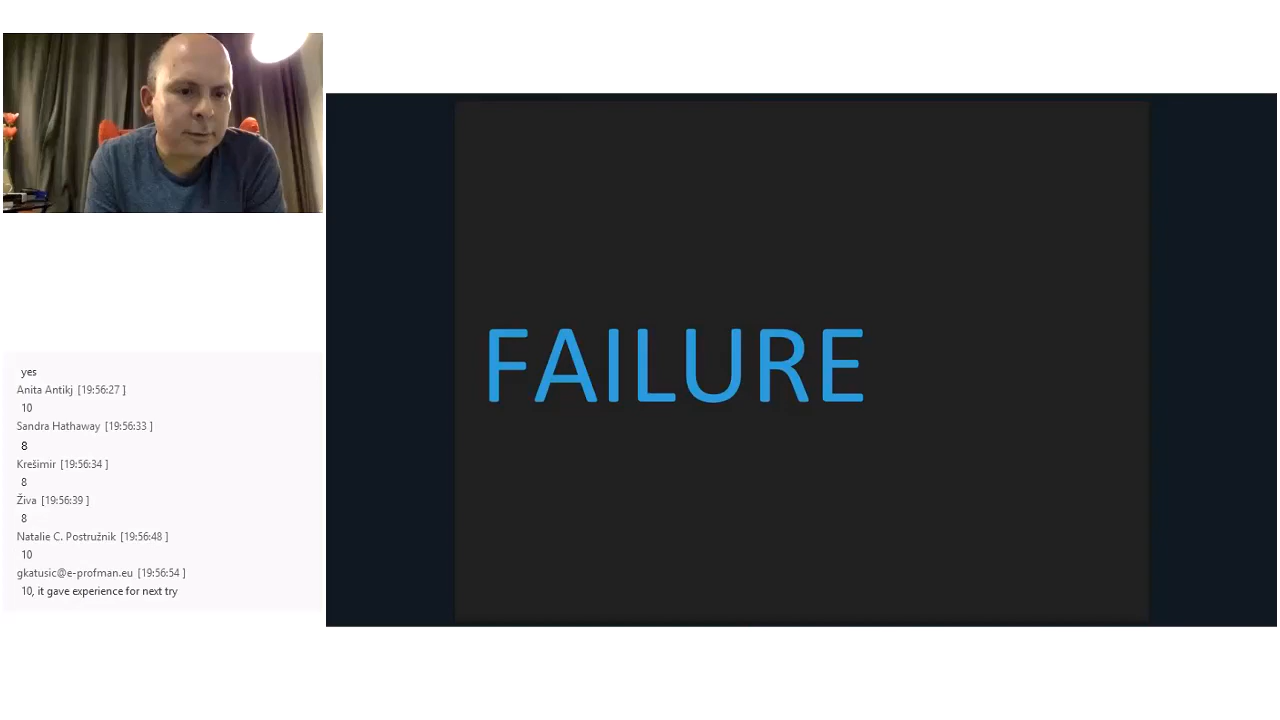 yes
Anita Antikj [19:56:27 ]
10
Sandra Hathaway [19:56:33 ]
8
Krešimir [19:56:34 ]
8
Živa [19:56:39 ]
8
Natalie C. Postružnik [19:56:48 ]
10
gkatusic@e-profman.eu [19:56:54 ]
10, it gave experience for next try
FAILURE